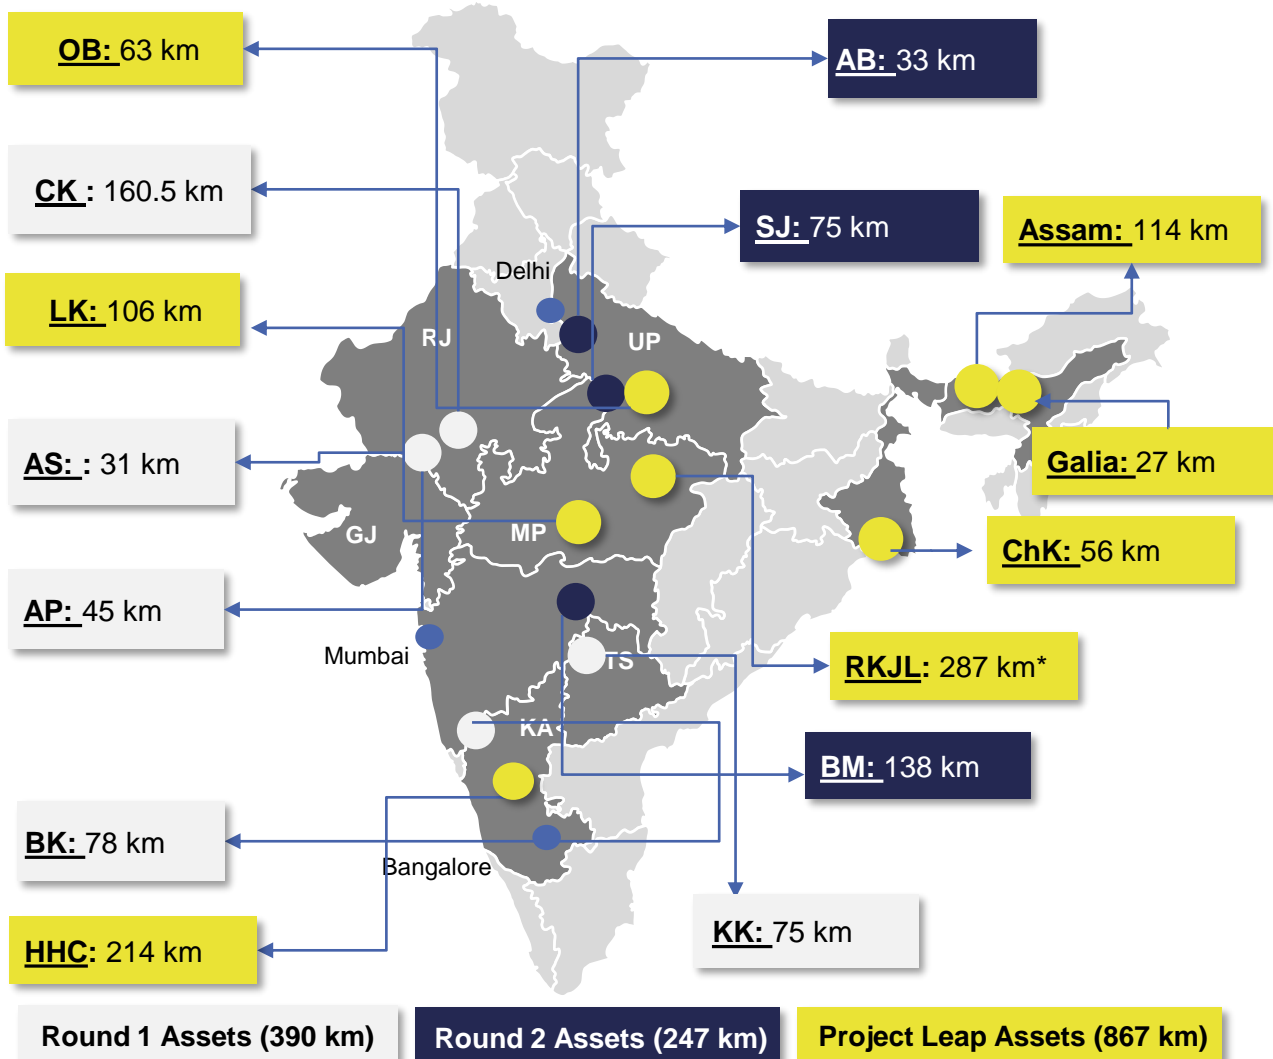 OB: 63 km
AB: 33 km
CK : 160.5 km
SJ: 75 km
Assam: 114 km
Delhi
LK: 106 km
RJ
UP
AS: : 31 km
Galia: 27 km
GJ
MP
ChK: 56 km
AP: 45 km
Mumbai
TS
RKJL: 287 km*
KA
BM: 138 km
BK: 78 km
Bangalore
KK: 75 km
HHC: 214 km
Round 1 Assets (390 km)
Round 2 Assets (247 km)
Project Leap Assets (867 km)